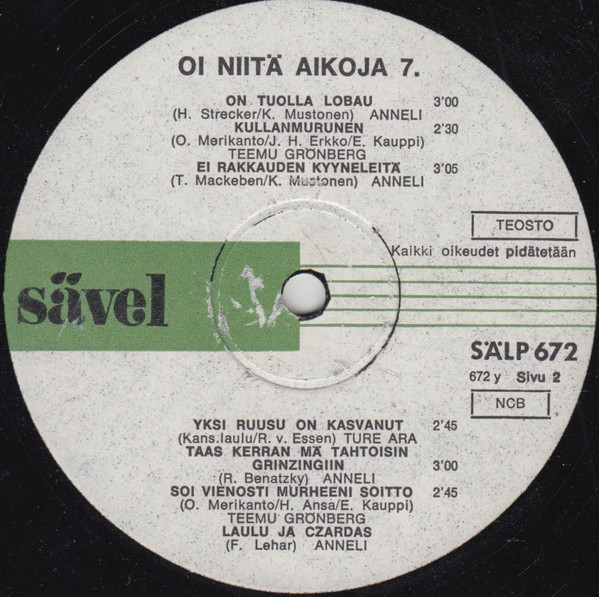 OI NIITÄ AIKOJA 7.
ON TUOLLA LOBAU 3'00
(H. Strecker/K. Mustonen) ANNELI
KULLANMURUNEN 2'30
(O. Merikanto/J. H. Erkko/E. Kauppi)
TEEMU GRÖNBERG
EI RAKKAUDEN KYYNELEITÄ 3'05
(T. Mackeben/K. Mustonen) ANNELI
TEOSTO
Kaikki oikeudet pidätetään
sävel
SÄLP 672
672 y Sivu 2
NCB
YKSI RUUSU ON KASVANUT 2'45
(Kans.laulu/R. v. Essen) TURE ARA
TAAS KERRAN MÄ TAHTOISIN
GRINZINGIIN 3'00
(R. Benatzky) ANNELI
SOI VIENOSTI MURHEENI SOITTO 2'45
(O. Merikanto/H. Ansa/E. Kauppi)
TEEMU GRÖNBERG
LAULU JA CZARDAS
(F. Lehar) ANNELI